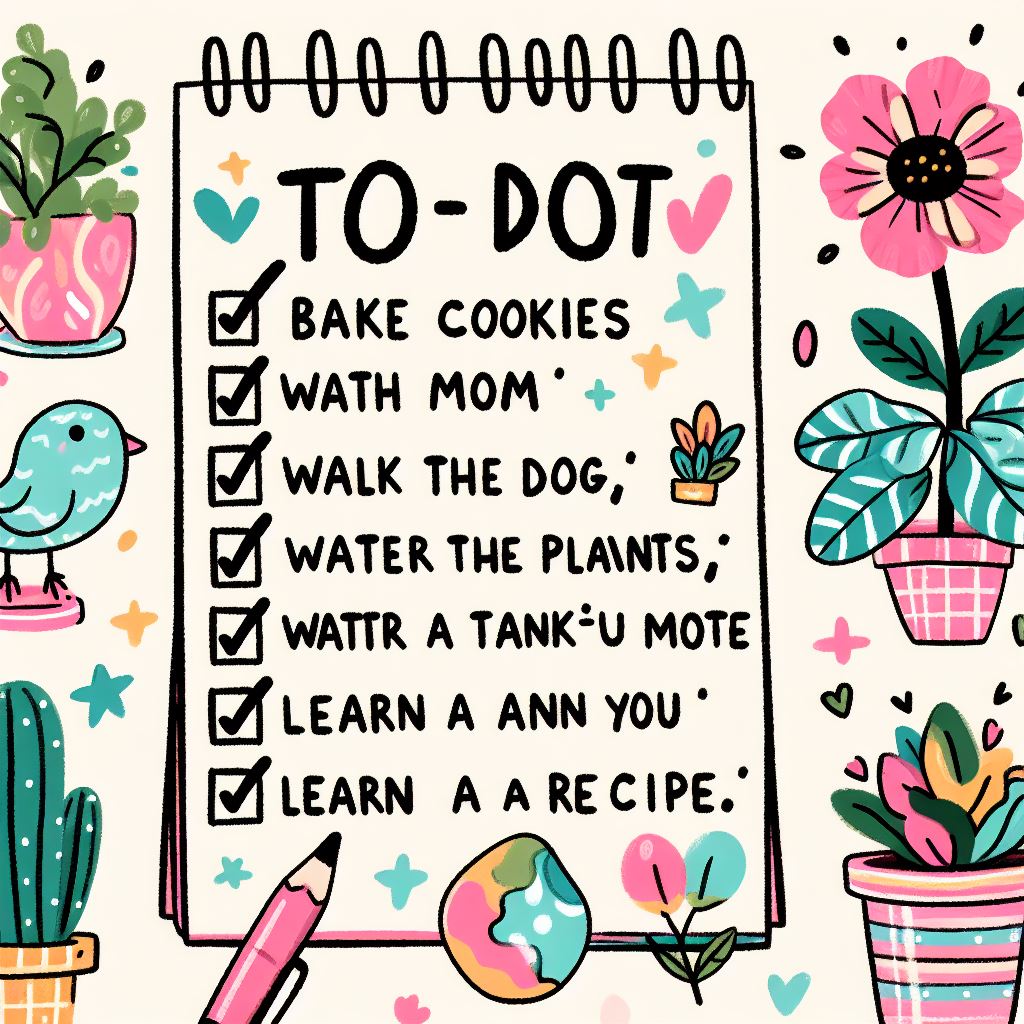 TO-DOT
BAKE COOKIES
WATH MOM
WALK THE DOG,
WATER THE PLANTS,
WATTR A TANK-U MOTE
LEARN A ANN YOU
LEARN A A RECIPE.